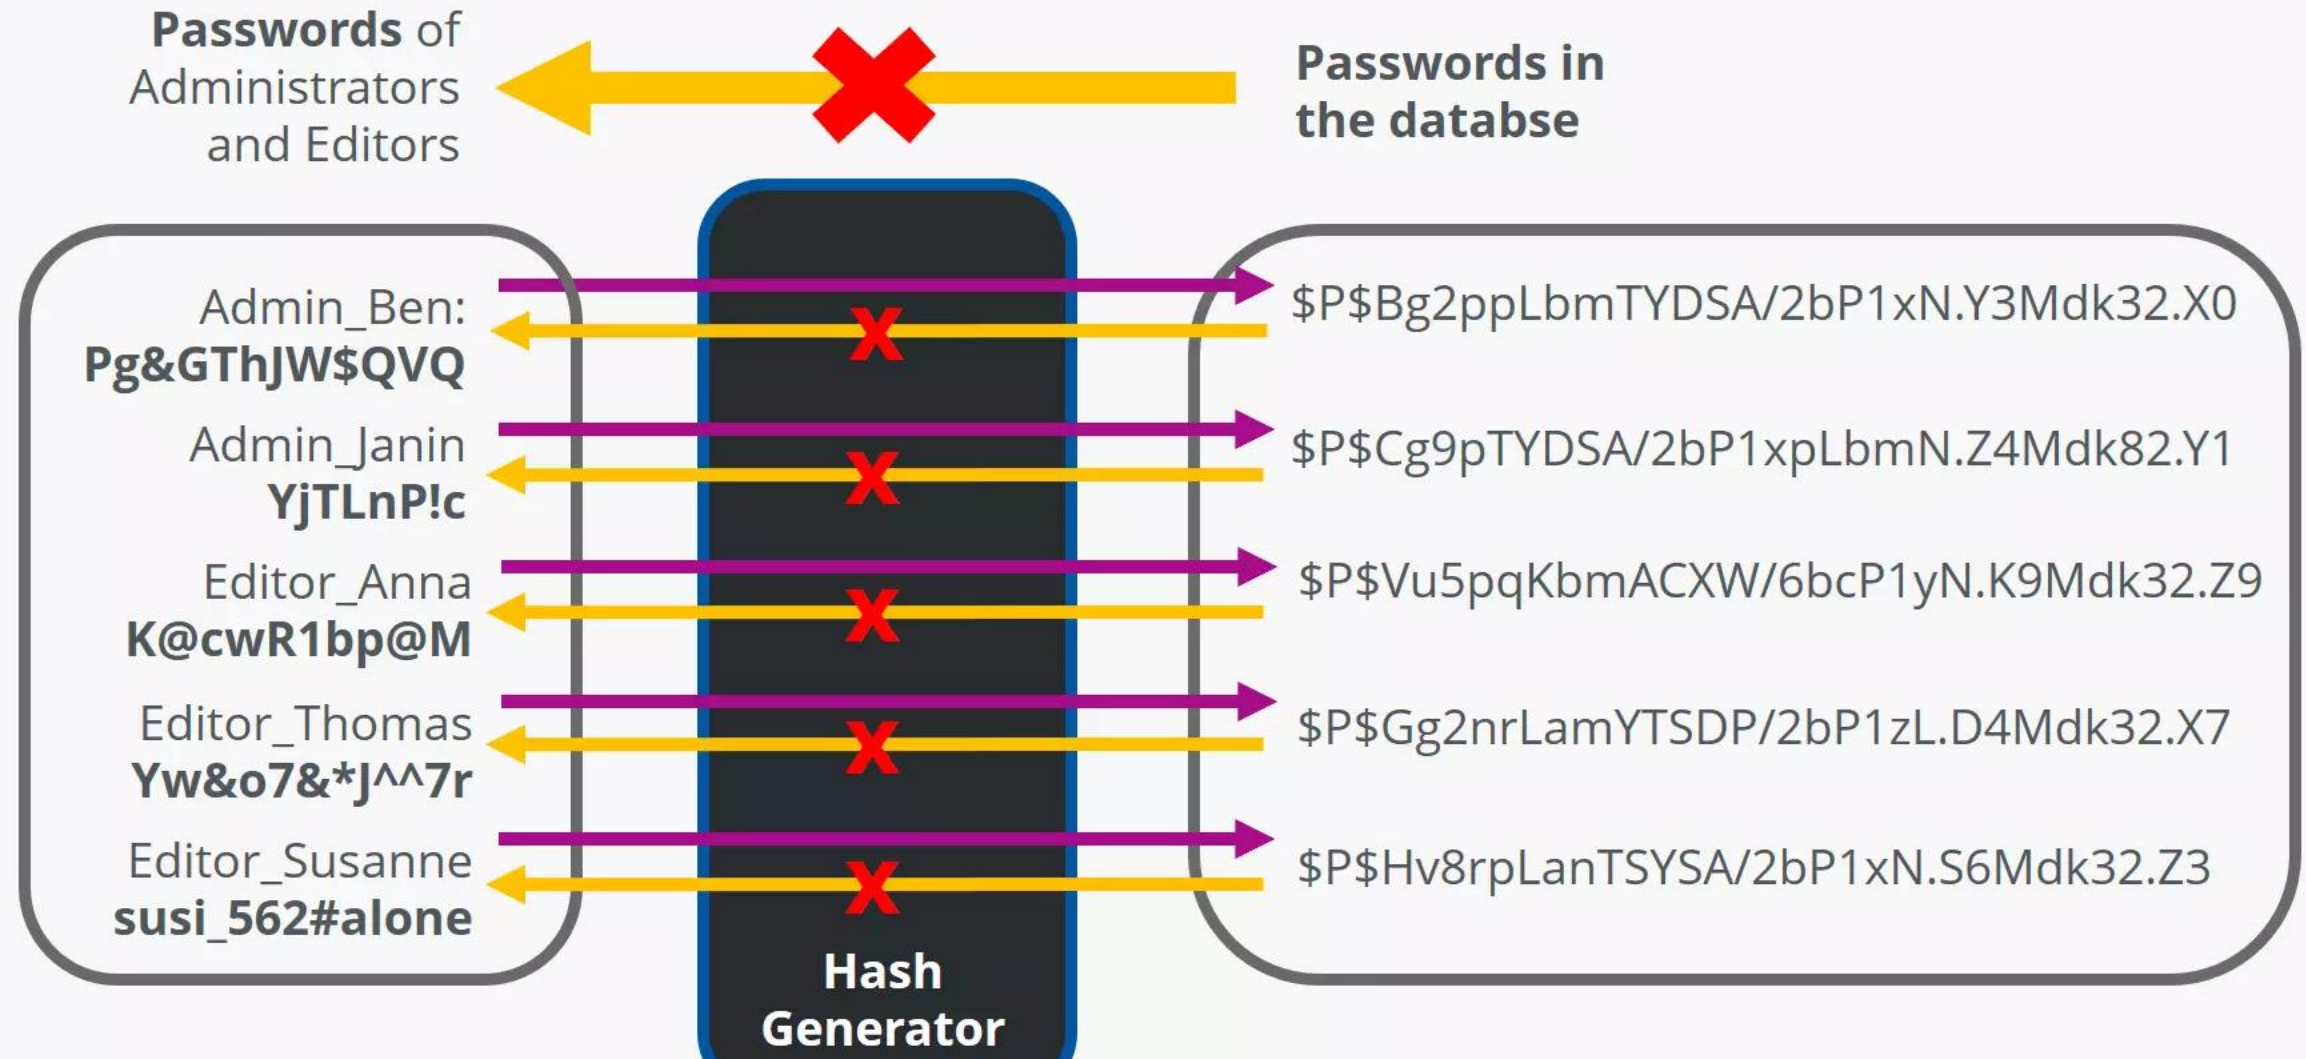 Passwords of
Administrators
and Editors
Passwords in
the databse
Admin_Ben:
Pg&GThJW$QVQ
$P$Bg2ppLbmTYDSA/2bP1xN.Y3Mdk32.X0
X
Admin_Janin
YjTLnP!c
$P$Cg9pTYDSA/2bP1xpLbmN.Z4Mdk82.Y1
X
Editor_Anna
K@cwR1bp@M
$P$Vu5pqKbmACXW/6bcP1yN.K9Mdk32.Z9
X
Editor_Thomas
Yw&o7&*J^^7r
$P$Gg2nrLamYTSDP/2bP1zL.D4Mdk32.X7
X
Editor_Susanne
susi_562#alone
$P$Hv8rpLanTSYSA/2bP1xN.S6Mdk32.Z3
X
Hash
Generator